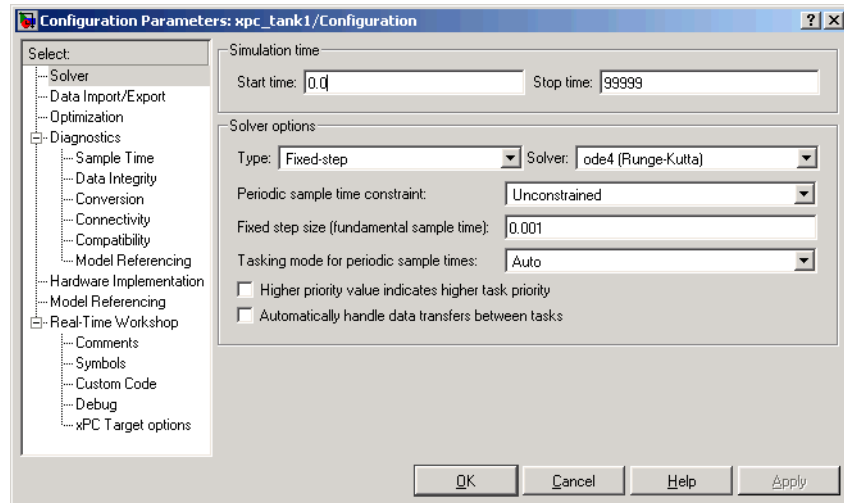 Configuration Parameters: xpc_tank1/Configuration
Select:
Solver
Data Import/Export
Optimization
Diagnostics
Sample Time
Data Integrity
Conversion
Connectivity
Compatibility
Model Referencing
Hardware Implementation
Model Referencing
Real-Time Workshop
Comments
Symbols
Custom Code
Debug
xPC Target options
Simulation time
Start time: 0.0 Stop time: 99999
Solver options
Type: Fixed-step Solver: ode4 (Runge-Kutta)
Periodic sample time constraint: Unconstrained
Fixed step size (fundamental sample time): 0.001
Tasking mode for periodic sample times: Auto
Higher priority value indicates higher task priority
Automatically handle data transfers between tasks
OK Cancel Help Apply